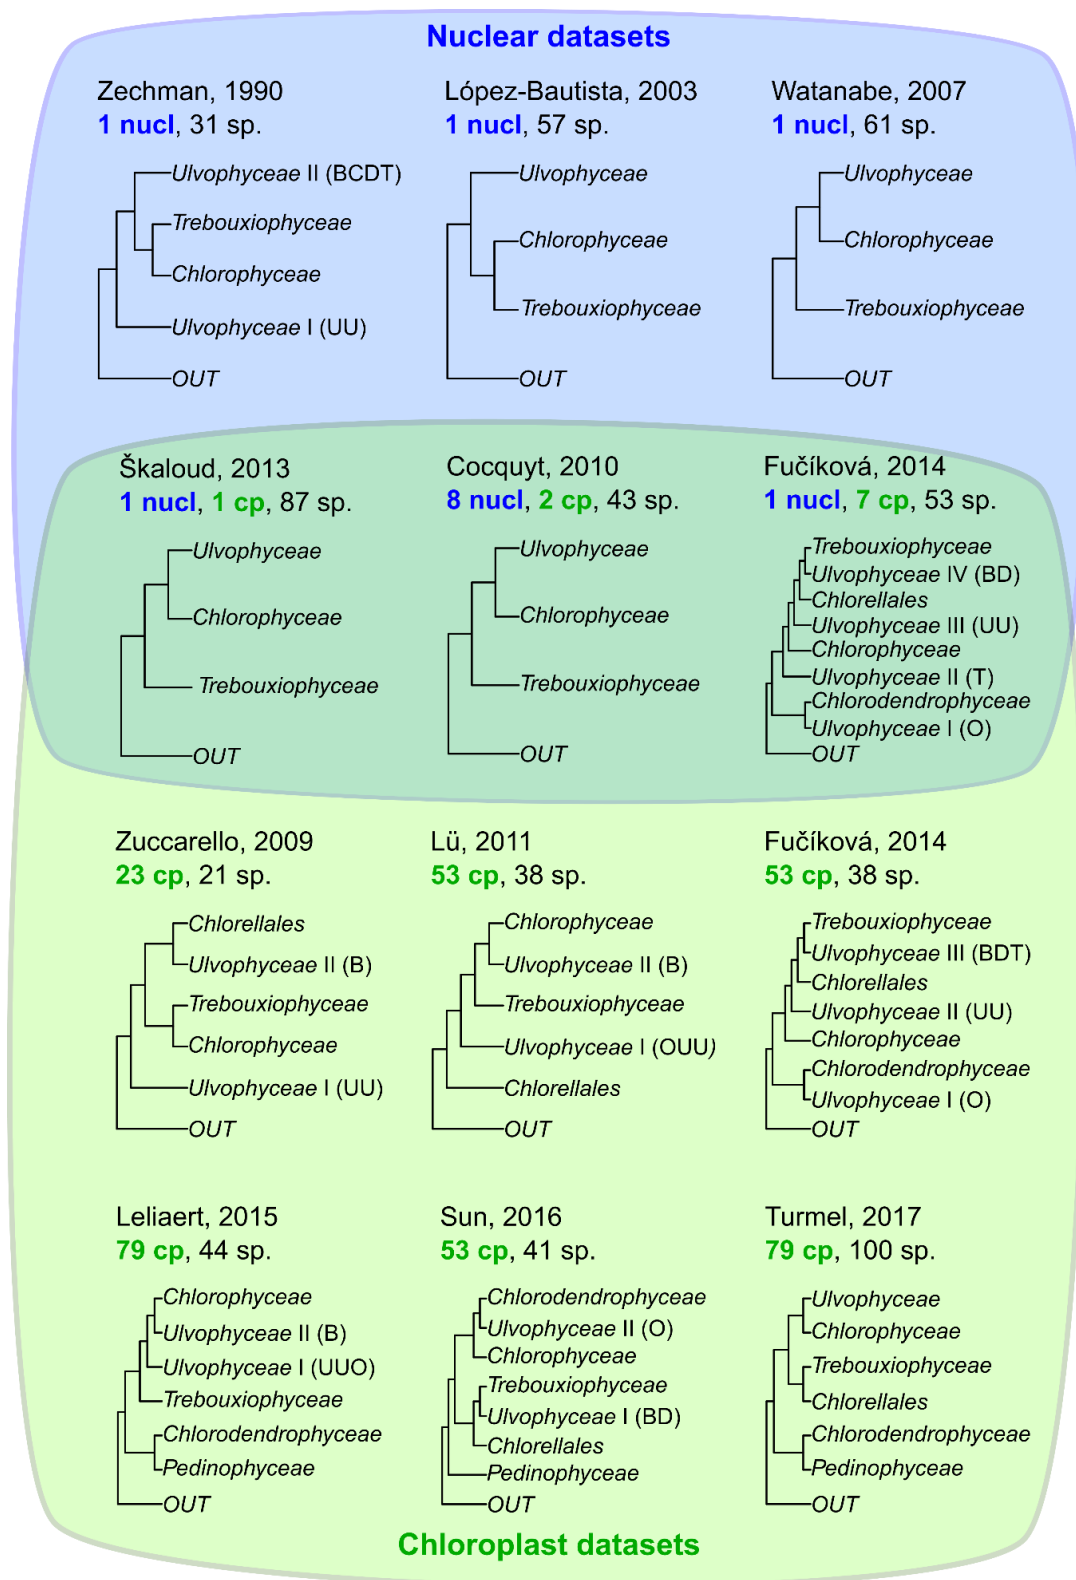 Nuclear datasets
Zechman, 1990
1 nucl, 31 sp.
Ulvophyceae II (BCDT)
Trebouxiophyceae
Chlorophyceae
Ulvophyceae I (UU)
OUT
López-Bautista, 2003
1 nucl, 57 sp.
Ulvophyceae
Chlorophyceae
Trebouxiophyceae
OUT
Watanabe, 2007
1 nucl, 61 sp.
Ulvophyceae
Chlorophyceae
Trebouxiophyceae
OUT
Škaloud, 2013
1 nucl, 1 cp, 87 sp.
Ulvophyceae
Chlorophyceae
Trebouxiophyceae
OUT
Cocquyt, 2010
8 nucl, 2 cp, 43 sp.
Ulvophyceae
Chlorophyceae
Trebouxiophyceae
OUT
Fučíková, 2014
1 nucl, 7 cp, 53 sp.
Trebouxiophyceae
Ulvophyceae IV (BD)
Chlorellales
Ulvophyceae III (UU)
Chlorophyceae
Ulvophyceae II (T)
Chlorodendrophyceae
Ulvophyceae I (O)
OUT
Zuccarello, 2009
23 cp, 21 sp.
Chlorellales
Ulvophyceae II (B)
Trebouxiophyceae
Chlorophyceae
Ulvophyceae I (UU)
OUT
Lü, 2011
53 cp, 38 sp.
Chlorophyceae
Ulvophyceae II (B)
Trebouxiophyceae
Ulvophyceae I (OUU)
Chlorellales
OUT
Fučíková, 2014
53 cp, 38 sp.
Trebouxiophyceae
Ulvophyceae III (BDT)
Chlorellales
Ulvophyceae II (UU)
Chlorophyceae
Chlorodendrophyceae
Ulvophyceae I (O)
OUT
Leliaert, 2015
79 cp, 44 sp.
Chlorophyceae
Ulvophyceae II (B)
Ulvophyceae I (UUO)
Trebouxiophyceae
Chlorodendrophyceae
Pedinophyceae
OUT
Sun, 2016
53 cp, 41 sp.
Chlorodendrophyceae
Ulvophyceae II (O)
Chlorophyceae
Trebouxiophyceae
Ulvophyceae I (BD)
Chlorellales
Pedinophyceae
OUT
Turmel, 2017
79 cp, 100 sp.
Ulvophyceae
Chlorophyceae
Trebouxiophyceae
Chlorellales
Chlorodendrophyceae
Pedinophyceae
OUT
Chloroplast datasets